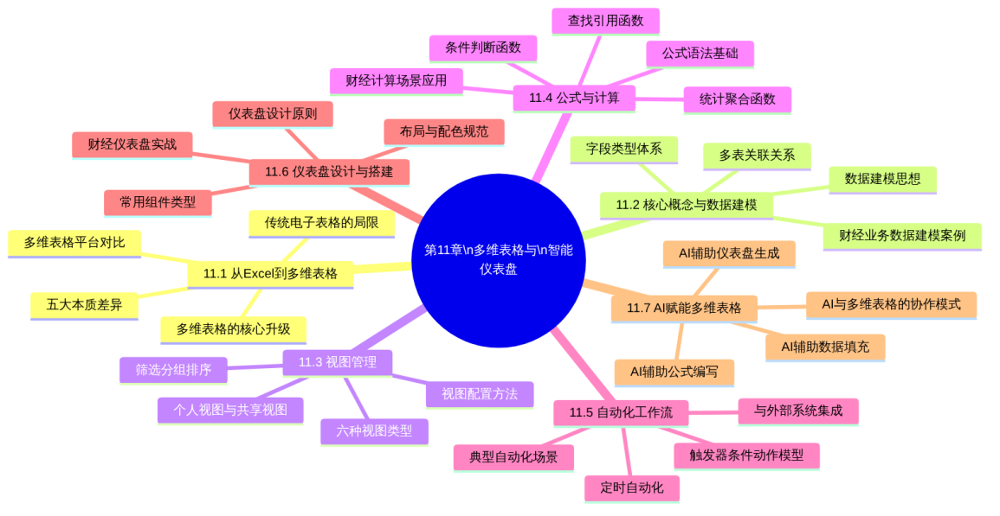 第11章\n多维表格与\n智能
仪表盘
11.1 从Excel到多维表格
传统电子表格的局限
多维表格平台对比
五大本质差异
多维表格的核心升级
11.2 核心概念与数据建模
字段类型体系
多表关联关系
数据建模思想
财经业务数据建模案例
11.3 视图管理
筛选分组排序
个人视图与共享视图
六种视图类型
视图配置方法
11.4 公式与计算
查找引用函数
条件判断函数
公式语法基础
财经计算场景应用
统计聚合函数
11.5 自动化工作流
与外部系统集成
触发器条件动作模型
典型自动化场景
定时自动化
11.6 仪表盘设计与搭建
仪表盘设计原则
布局与配色规范
财经仪表盘实战
常用组件类型
11.7 AI赋能多维表格
AI辅助仪表盘生成
AI与多维表格的协作模式
AI辅助数据填充
AI辅助公式编写